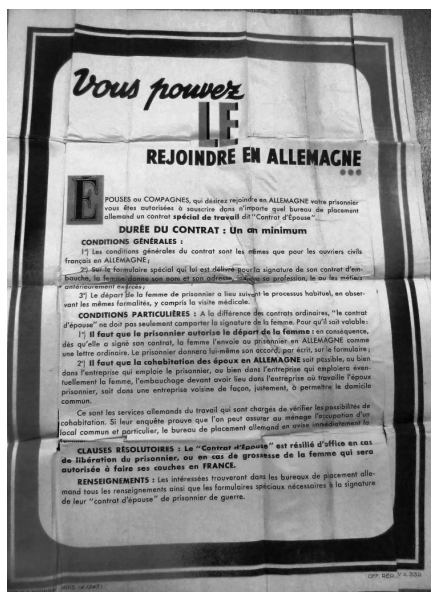 Vous pouvez
LE
REJOINDRE EN ALLEMAGNE
...
EPOUSES ou COMPAGNES, qui désirez rejoindre en ALLEMAGNE votre prisonnier
vous êtes autorisées à souscrire dans n'importe quel bureau de placement
allemand un contrat spécial de travail dit "Contrat d'Épouse".
DURÉE DU CONTRAT : Un an minimum
CONDITIONS GÉNÉRALES :
1°) Les conditions générales du contrat sont les mêmes que pour les ouvriers civils
français en ALLEMAGNE ;
2°) Sur le formulaire spécial qui lui est délivré pour la signature de son contrat d'em-
bauche, la femme donne son nom et son adresse, indique sa profession, le ou les métiers
antérieurement exercés ;
3°) Le départ de la femme de prisonnier a lieu suivant le processus habituel, en obser-
vant les mêmes formalités, y compris la visite médicale.
CONDITIONS PARTICULIÈRES : A la différence des contrats ordinaires, "le contrat
d'épouse" ne doit pas seulement comporter la signature de la femme. Pour qu'il soit valable :
1°) Il faut que le prisonnier autorise le départ de la femme : en conséquence,
dès qu'elle a signé son contrat, la femme l'envoie au prisonnier en ALLEMAGNE comme
une lettre ordinaire. Le prisonnier donnera lui-même son accord, par écrit, sur le formulaire ;
2°) Il faut que la cohabitation des époux en ALLEMAGNE soit possible, ou bien
dans l'entreprise qui emploie le prisonnier, ou bien dans l'entreprise qui emploiera éven-
tuellement la femme, l'embauchage devant avoir lieu dans l'entreprise où travaille l'époux
prisonnier, soit dans une entreprise voisine de façon, justement, à permettre le domicile
commun.
Ce sont les services allemands du travail qui sont chargés de vérifier les possibilités de
cohabitation. Si leur enquête prouve que l'on peut assurer au ménage l'occupation d'un
local commun et particulier, le bureau de placement allemand en avise immédiatement la
CLAUSES RÉSOLUTOIRES : Le "Contrat d'Épouse" est résilié d'office en cas
de libération du prisonnier, ou en cas de grossesse de la femme qui sera
autorisée à faire ses couches en FRANCE.
RENSEIGNEMENTS : Les intéressées trouveront dans les bureaux de placement alle-
mand tous les renseignements ainsi que les formulaires spéciaux nécessaires à la signature
de leur "contrat d'épouse" de prisonnier de guerre.
OFF. RÉP.